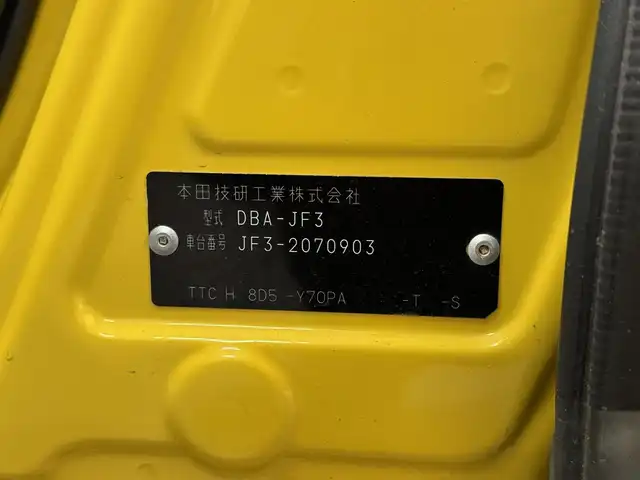 本田技研工業株式会社
型式 DBA-JF3
車台番号 JF3-2070903
TTC H 8D5 -Y70PA -T -S